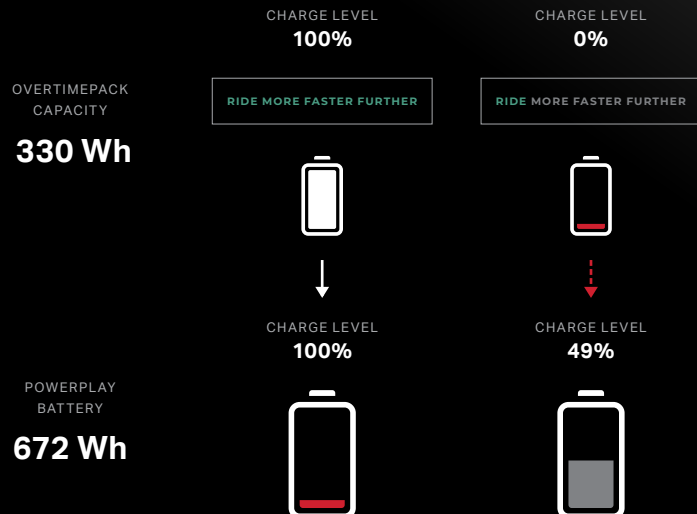 CHARGE LEVEL
100%
CHARGE LEVEL
0%
OVERTIMEPACK
CAPACITY
330 Wh
RIDE MORE FASTER FURTHER
RIDE MORE FASTER FURTHER
CHARGE LEVEL
100%
CHARGE LEVEL
49%
POWERPLAY
BATTERY
672 Wh